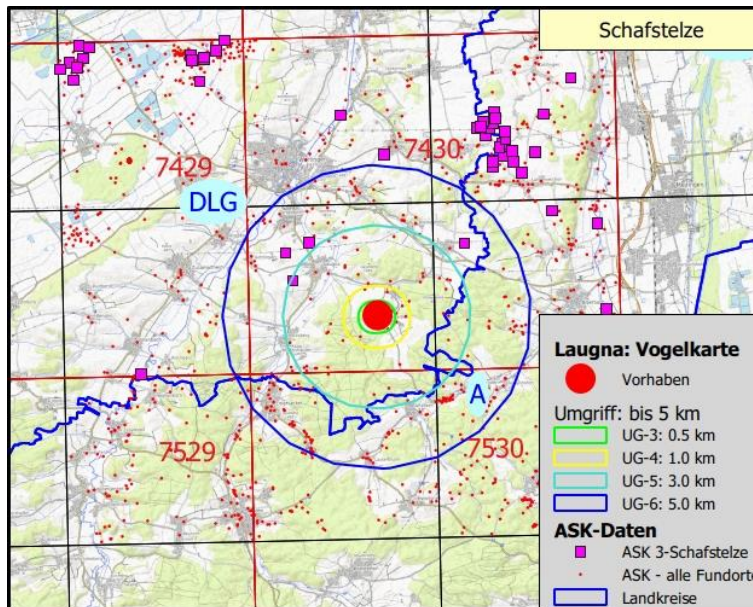 Schafstelze
7429
7430
DLG
A
7529
7530
Laugna: Vogelkarte
Vorhaben
Umgriff: bis 5 km
UG-3: 0.5 km
UG-4: 1.0 km
UG-5: 3.0 km
UG-6: 5.0 km
ASK-Daten
ASK 3-Schafstelze
ASK - alle Fundorte
Landkreise